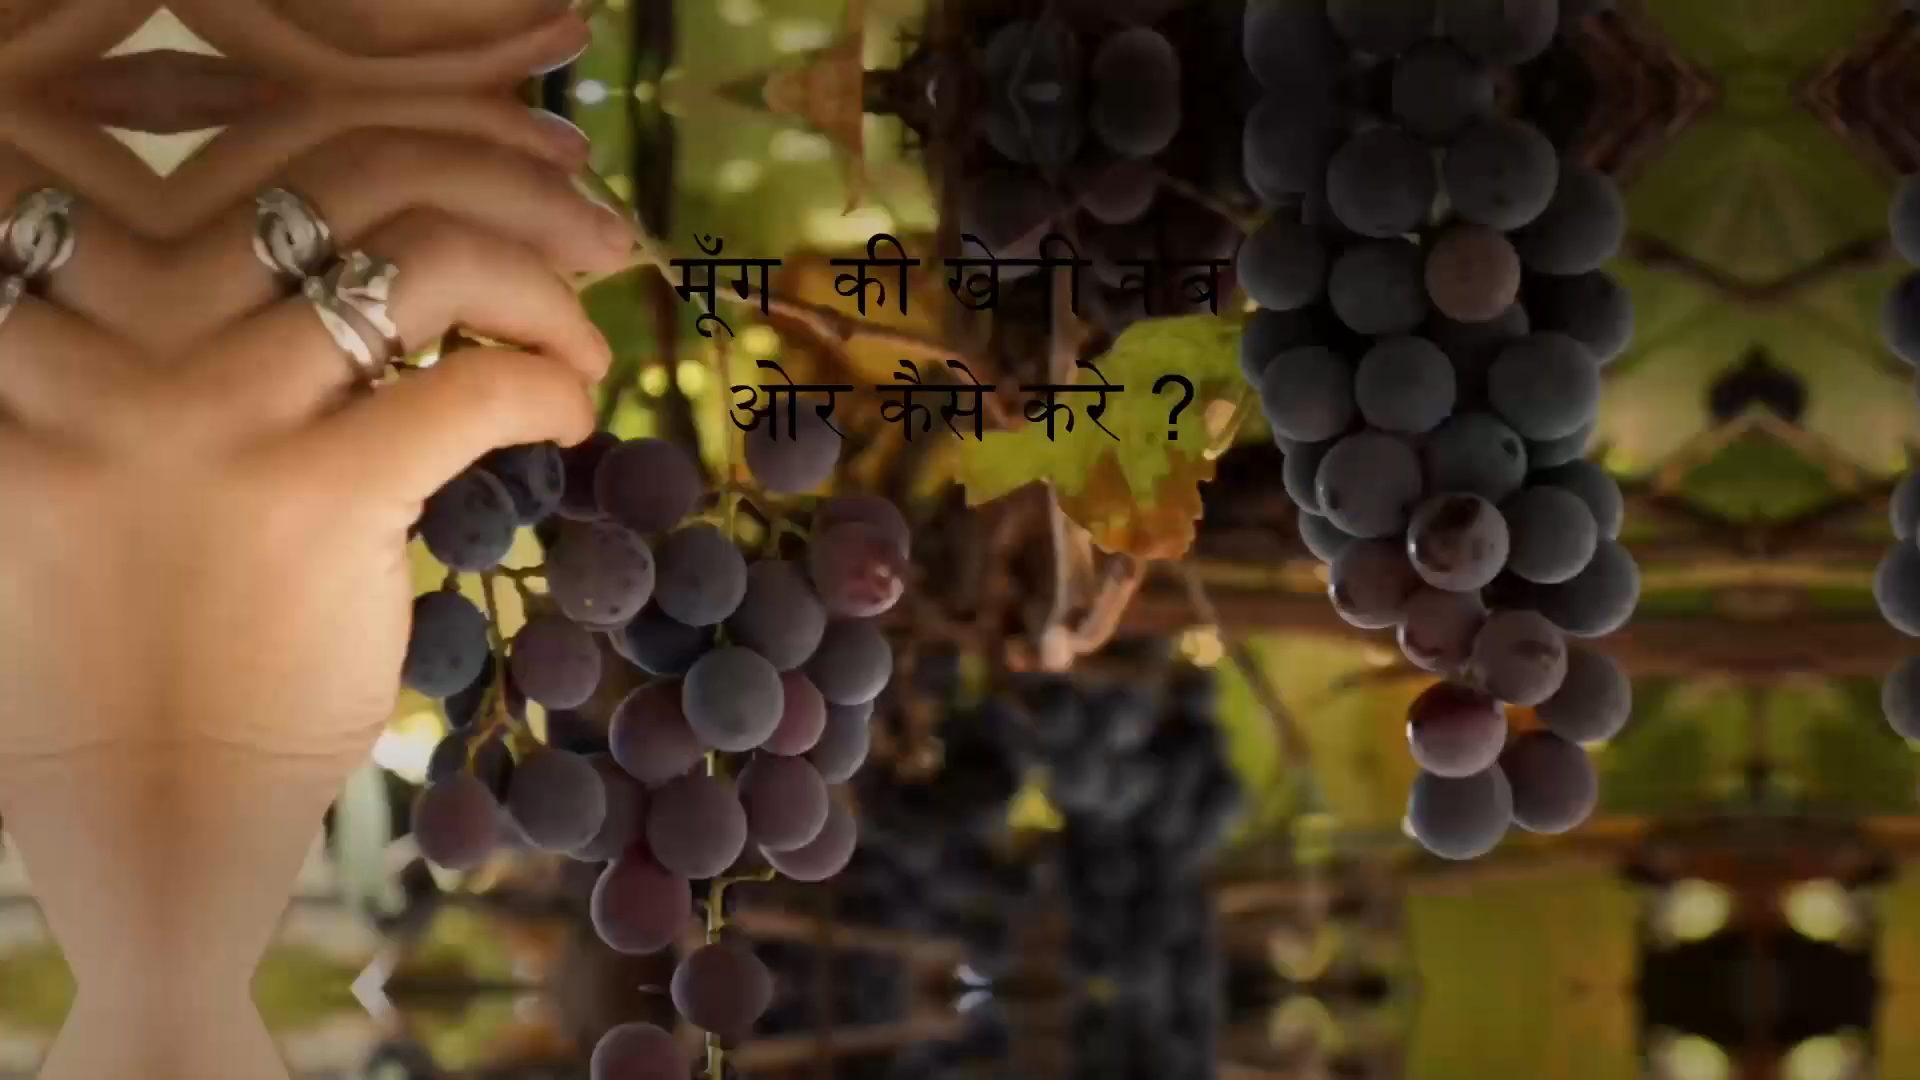 मूँग की खेती कब
ओर कैसे करे ?